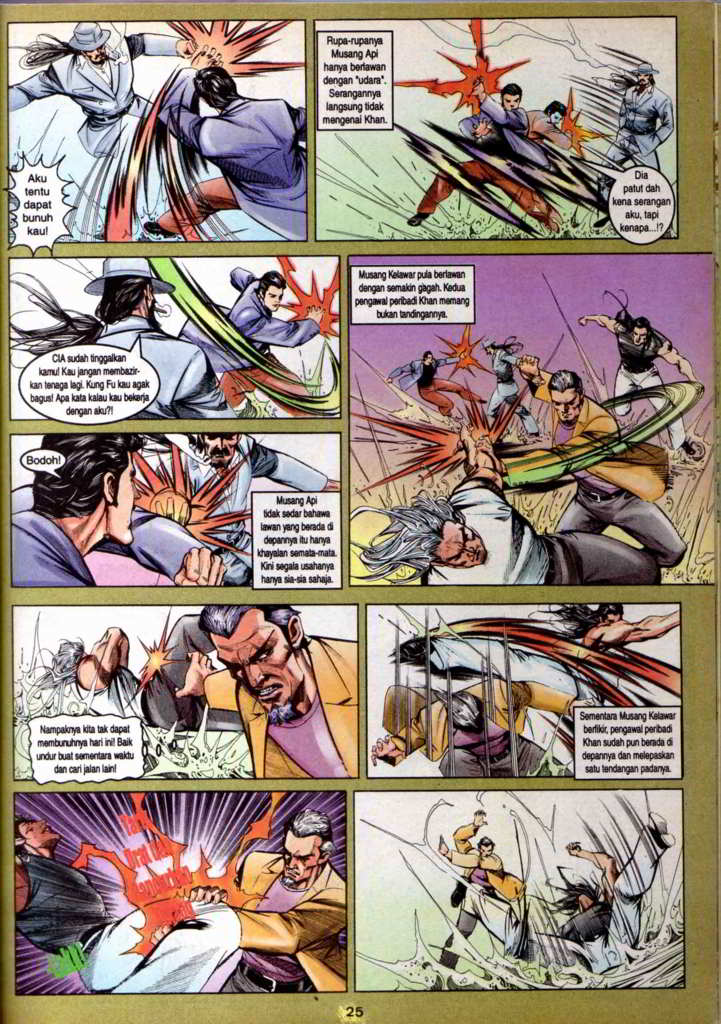 Aku
tentu
dapat
bunuh
kau!
Rupa-rupanya
Musang Api
hanya berlawan
dengan "udara".
Serangannya
langsung tidak
mengenai Khan.
Dia
patut dah
kena serangan
aku, tapi
kenapa...!?
CIA sudah tinggalkan
kamu! Kau jangan membazir-
kan tenaga lagi. Kung Fu kau agak
bagus! Apa kata kalau kau bekerja
dengan aku?!
Musang Kelawar pula berlawan
dengan semakin gagah. Kedua
pengawal peribadi Khan memang
bukan tandingannya.
Bodoh!
Musang Api
tidak sedar bahawa
lawan yang berada di
depannya itu hanya
khayalan semata-mata.
Kini segala usahanya
hanya sia-sia sahaja.
Nampaknya kita tak dapat
membunuhnya hari ini! Baik
undur buat sementara waktu
dan cari jalan lain!
Sementara Musang Kelawar
berfikir, pengawal peribadi
Khan sudah pun berada di
depannya dan melepaskan
satu tendangan padanya.
25